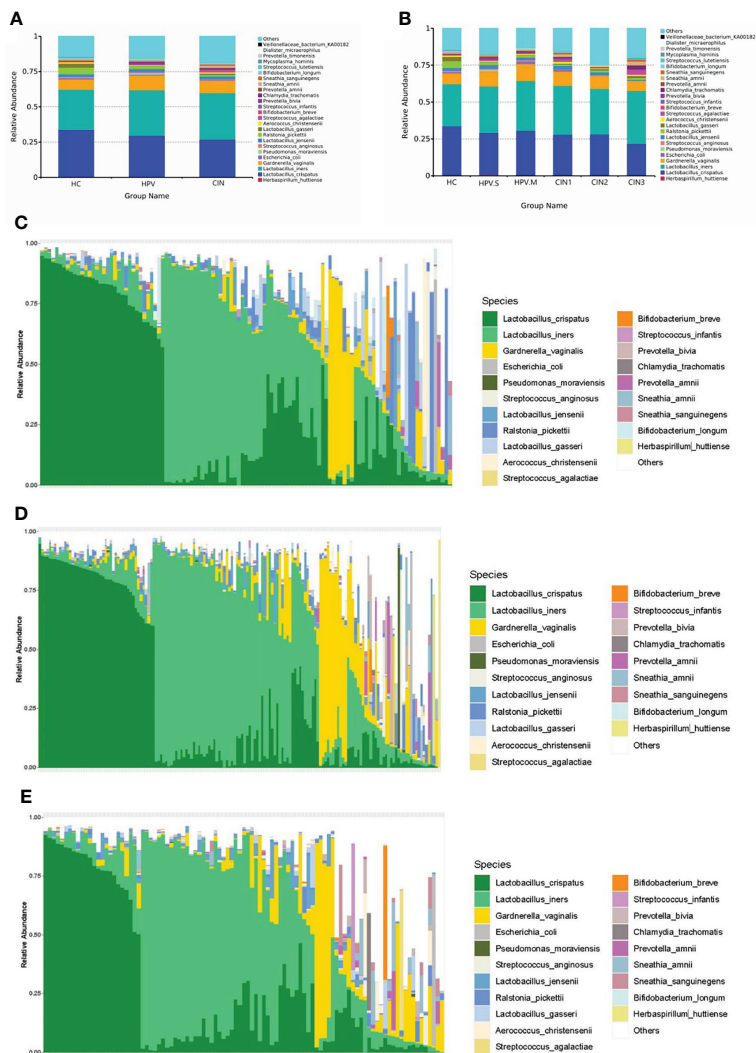 A
Relative Abundance
1
0.75
0.5
0.25
0
HC
HPV
CIN
Group Name
Others
Veillonellaceae_bacterium_KA00182
Dialister_micraerophilus
Prevotella_timonensis
Mycoplasma_hominis
Streptococcus_lutetiensis
Bifidobacterium_longum
Sneathia_sanguinegens
Sneathia_amnii
Prevotella_amnii
Chlamydia_trachomatis
Prevotella_bivia
Streptococcus_infantis
Bifidobacterium_breve
Streptococcus_agalactiae
Aerococcus_christensenii
Lactobacillus_gasseri
Ralstonia_pickettii
Lactobacillus_jensenii
Streptococcus_anginosus
Pseudomonas_moraviensis
Escherichia_coli
Gardnerella_vaginalis
Lactobacillus_iners
Lactobacillus_crispatus
Herbaspirillum_huttiense
B
Relative Abundance
1
0.75
0.5
0.25
0
HC
HPV.S
HPV.M
CIN1
CIN2
CIN3
Group Name
Others
Veillonellaceae_bacterium_KA00182
Dialister_micraerophilus
Prevotella_timonensis
Mycoplasma_hominis
Streptococcus_lutetiensis
Bifidobacterium_longum
Sneathia_sanguinegens
Sneathia_amnii
Prevotella_amnii
Chlamydia_trachomatis
Prevotella_bivia
Streptococcus_infantis
Bifidobacterium_breve
Streptococcus_agalactiae
Aerococcus_christensenii
Lactobacillus_gasseri
Ralstonia_pickettii
Lactobacillus_jensenii
Streptococcus_anginosus
Pseudomonas_moraviensis
Escherichia_coli
Gardnerella_vaginalis
Lactobacillus_iners
Lactobacillus_crispatus
Herbaspirillum_huttiense
C
Relative Abundance
1.00
0.75
0.50
0.25
0.00
Species
Lactobacillus_crispatus
Lactobacillus_iners
Gardnerella_vaginalis
Escherichia_coli
Pseudomonas_moraviensis
Streptococcus_anginosus
Lactobacillus_jensenii
Ralstonia_pickettii
Lactobacillus_gasseri
Aerococcus_christensenii
Streptococcus_agalactiae
Bifidobacterium_breve
Streptococcus_infantis
Prevotella_bivia
Chlamydia_trachomatis
Prevotella_amnii
Sneathia_amnii
Sneathia_sanguinegens
Bifidobacterium_longum
Herbaspirillum_huttiense
Others
D
Relative Abundance
1.00
0.75
0.50
0.25
0.00
Species
Lactobacillus_crispatus
Lactobacillus_iners
Gardnerella_vaginalis
Escherichia_coli
Pseudomonas_moraviensis
Streptococcus_anginosus
Lactobacillus_jensenii
Ralstonia_pickettii
Lactobacillus_gasseri
Aerococcus_christensenii
Streptococcus_agalactiae
Bifidobacterium_breve
Streptococcus_infantis
Prevotella_bivia
Chlamydia_trachomatis
Prevotella_amnii
Sneathia_amnii
Sneathia_sanguinegens
Bifidobacterium_longum
Herbaspirillum_huttiense
Others
E
Relative Abundance
1.00
0.75
0.50
0.25
0.00
Species
Lactobacillus_crispatus
Lactobacillus_iners
Gardnerella_vaginalis
Escherichia_coli
Pseudomonas_moraviensis
Streptococcus_anginosus
Lactobacillus_jensenii
Ralstonia_pickettii
Lactobacillus_gasseri
Aerococcus_christensenii
Streptococcus_agalactiae
Bifidobacterium_breve
Streptococcus_infantis
Prevotella_bivia
Chlamydia_trachomatis
Prevotella_amnii
Sneathia_amnii
Sneathia_sanguinegens
Bifidobacterium_longum
Herbaspirillum_huttiense
Others